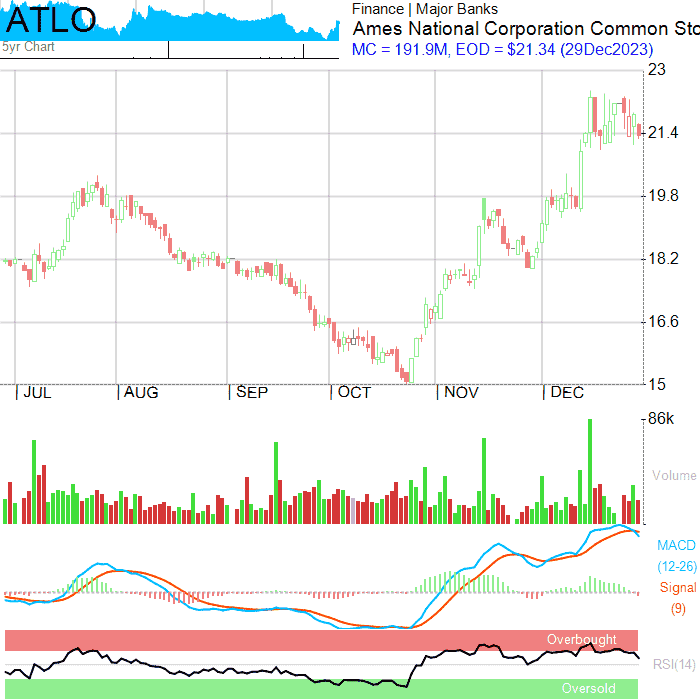 ATLO
5yr Chart
Finance | Major Banks
Ames National Corporation Common Sto
MC = 191.9M, EOD = $21.34 (29Dec2023)
23
21.4
19.8
18.2
16.6
15
JUL AUG SEP OCT NOV DEC
86k
Volume
MACD
(12-26)
Signal
(9)
Overbought
RSI(14)
Oversold